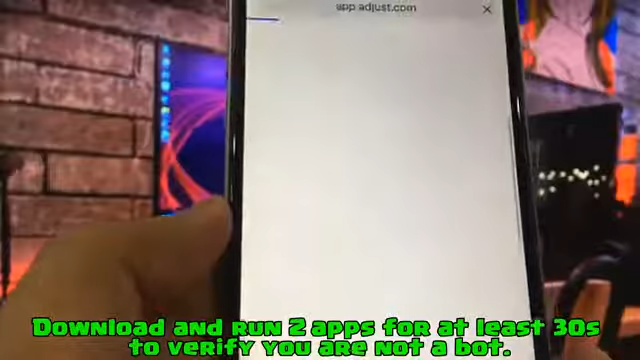 app.adjust.com
Download and run 2 apps for at least 30s
to verify you are not a bot.